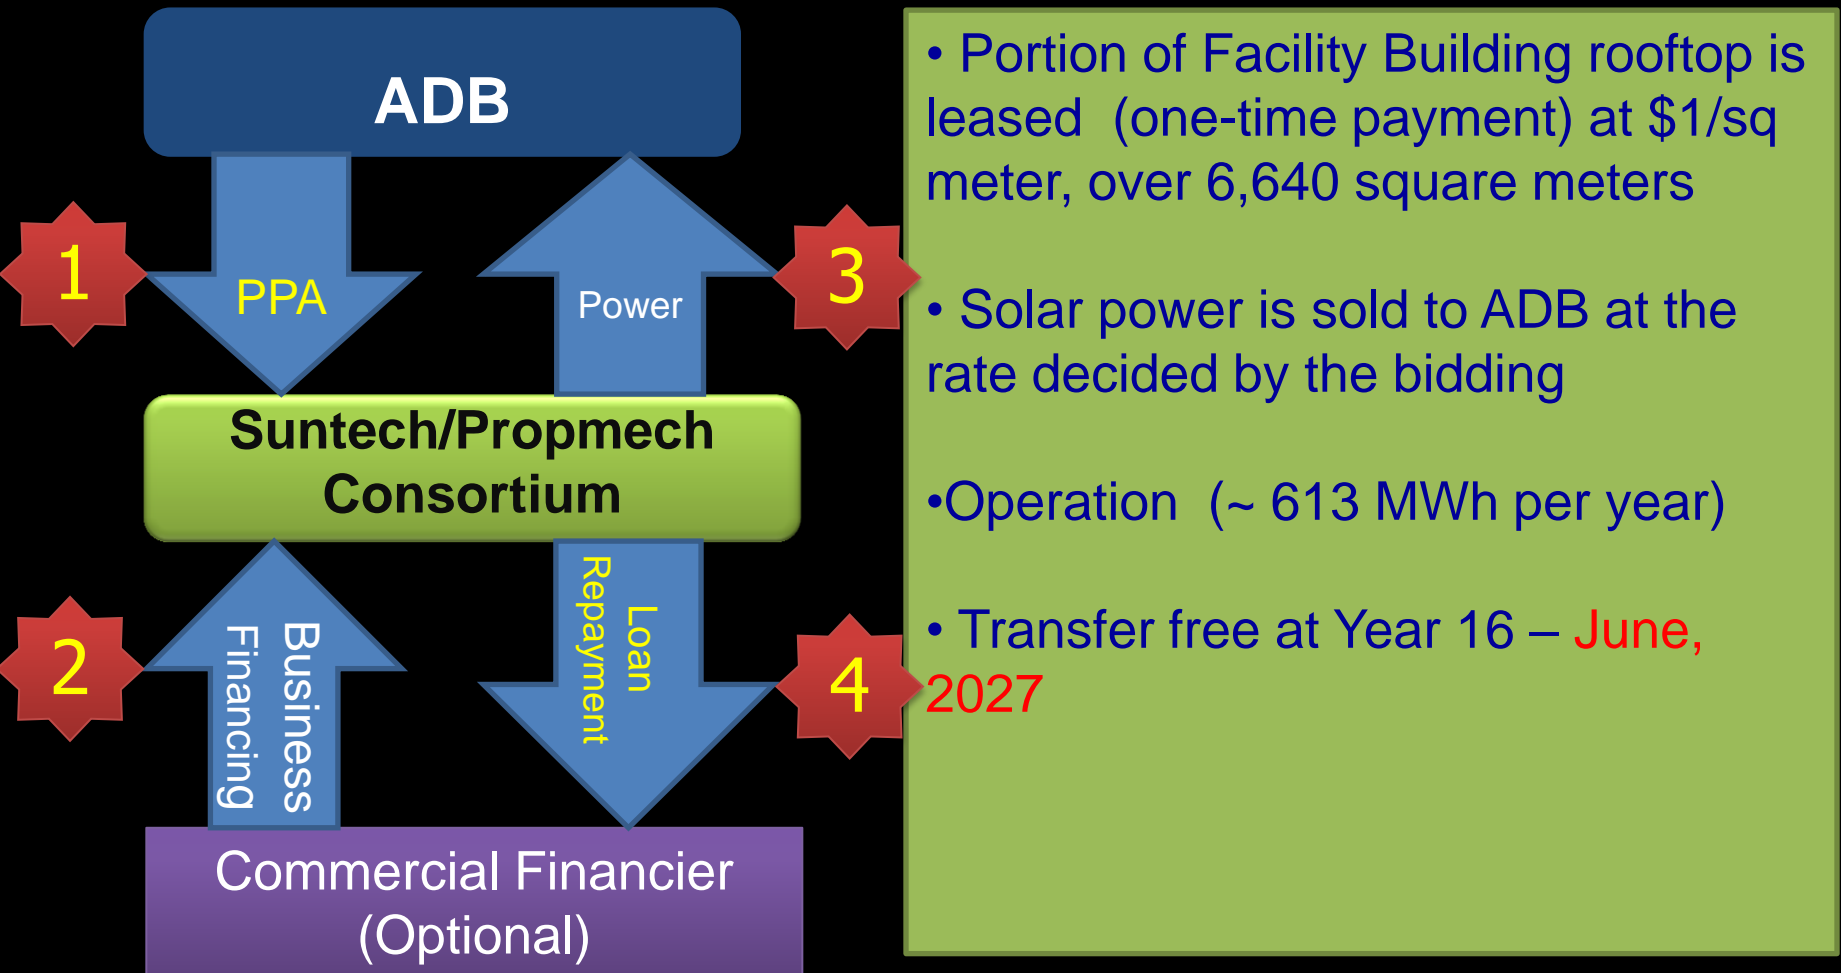 ADB
1
PPA
Power
3
Suntech/Propmech
Consortium
2
Business
Financing
Loan
Repayment
4
Commercial Financier
(Optional)
• Portion of Facility Building rooftop is
leased (one-time payment) at $1/sq
meter, over 6,640 square meters
• Solar power is sold to ADB at the
rate decided by the bidding
•Operation (~ 613 MWh per year)
• Transfer free at Year 16 – June,
2027